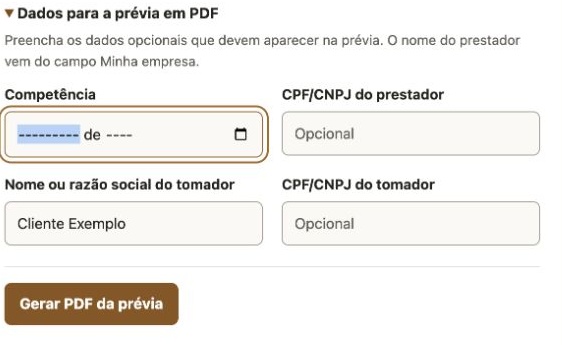 ▼ Dados para a prévia em PDF
Preencha os dados opcionais que devem aparecer na prévia. O nome do prestador
vem do campo Minha empresa.
Competência
CPF/CNPJ do prestador
--------- de ----
Opcional
Nome ou razão social do tomador
CPF/CNPJ do tomador
Cliente Exemplo
Opcional
Gerar PDF da prévia